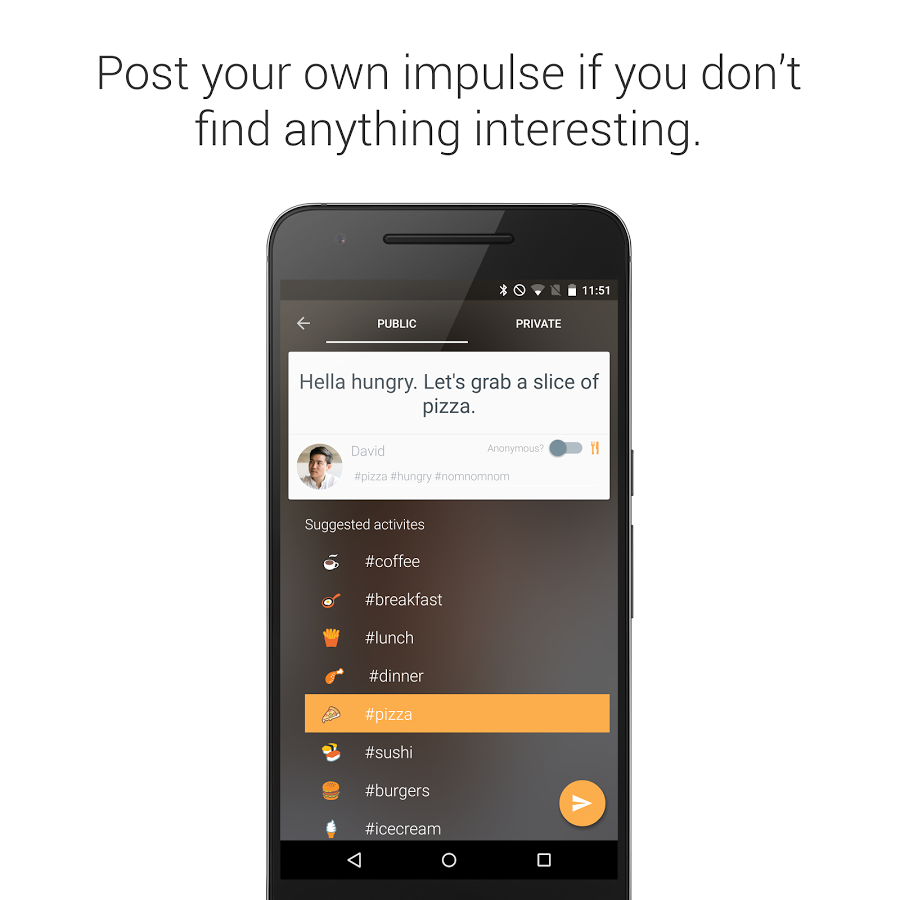 Post your own impulse if you don’t
find anything interesting.
11:51
PUBLIC PRIVATE
Hella hungry. Let's grab a slice of
pizza.
David Anonymous?
#pizza #hungry #nomnomnom
Suggested activites
#coffee
#breakfast
#lunch
#dinner
#pizza
#sushi
#burgers
#icecream